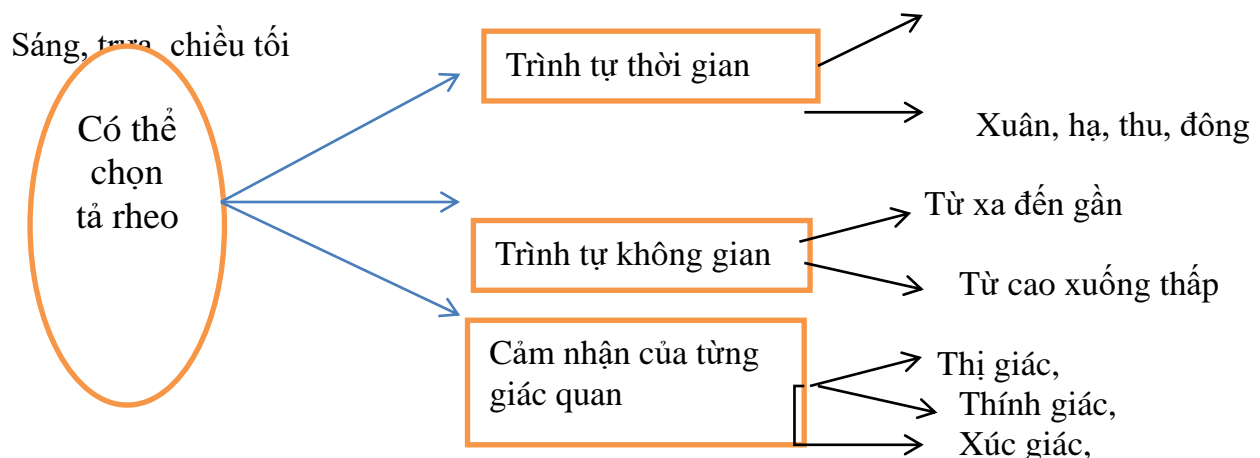 Sáng, trưa, chiều tối
Trình tự thời gian
Có thể
chọn
tả rheo
Xuân, hạ, thu, đông
Từ xa đến gần
Trình tự không gian
Từ cao xuống thấp
Cảm nhận của từng
giác quan
Thị giác,
Thính giác,
Xúc giác,